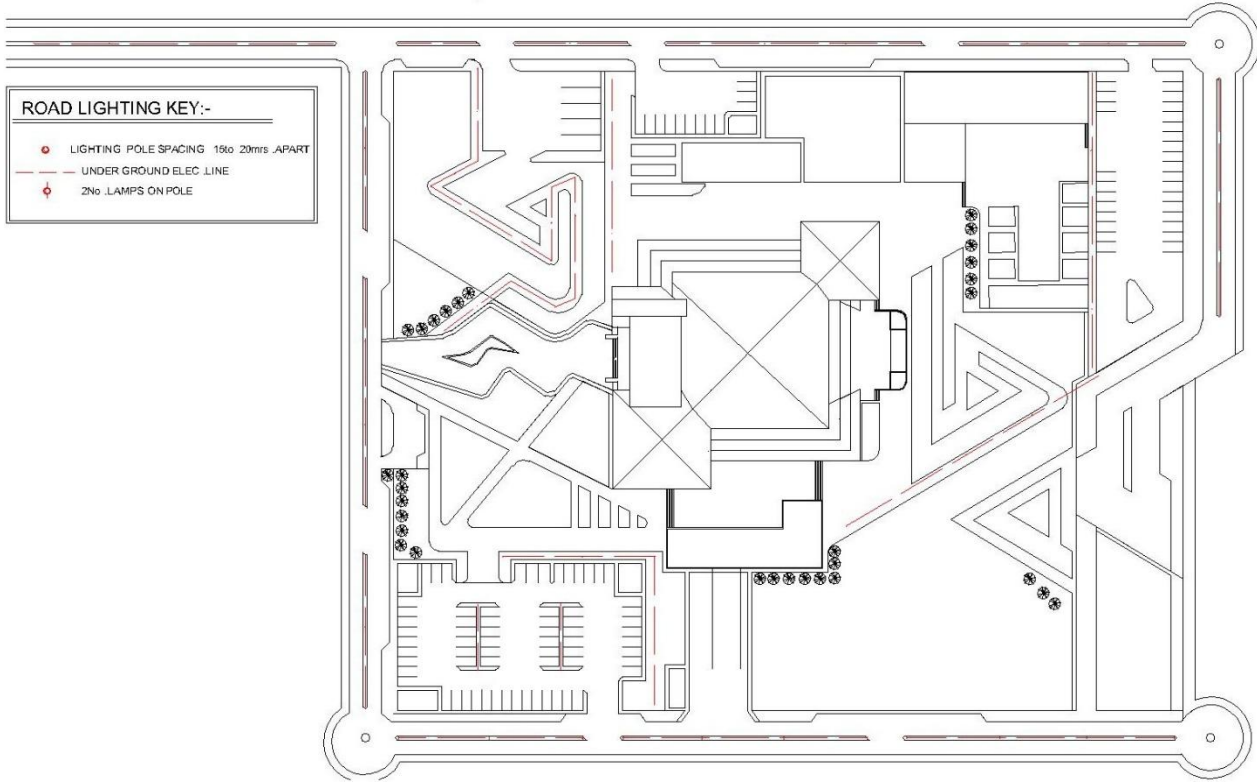 ROAD LIGHTING KEY:-
LIGHTING POLE SPACING 15to 20mrs .APART
UNDER GROUND ELEC .LINE
2No .LAMPS ON POLE